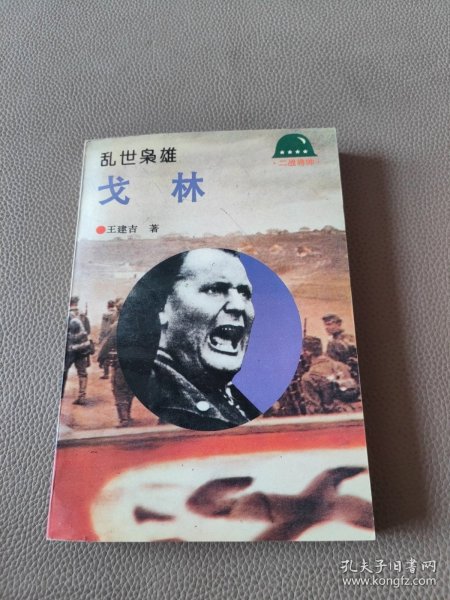 乱世枭雄
·二战将帅·
戈林
王建吉 著
孔夫子旧书网
www.kongfz.com